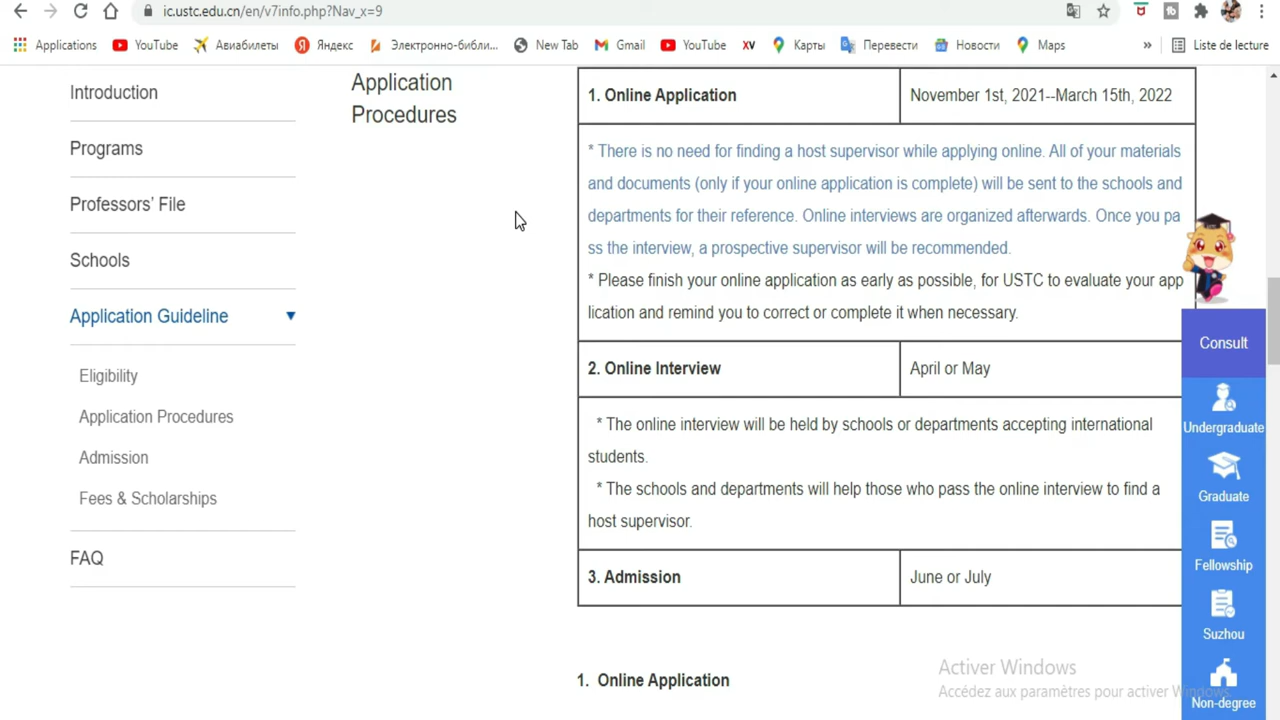 ic.ustc.edu.cn/en/v7info.php?Nav_x=9
Applications
YouTube
Авиабилеты
Яндекс
Электронно-библи...
New Tab
Gmail
YouTube
XV
Карты
Перевести
Новости
Maps
»
Liste de lecture
Introduction
Programs
Professors' File
Schools
Application Guideline
Eligibility
Application Procedures
Admission
Fees & Scholarships
FAQ
Application
Procedures
1. Online Application
November 1st, 2021--March 15th, 2022
* There is no need for finding a host supervisor while applying online. All of your materials
and documents (only if your online application is complete) will be sent to the schools and
departments for their reference. Online interviews are organized afterwards. Once you pa
ss the interview, a prospective supervisor will be recommended.
* Please finish your online application as early as possible, for USTC to evaluate your app
lication and remind you to correct or complete it when necessary.
2. Online Interview
April or May
* The online interview will be held by schools or departments accepting international
students.
* The schools and departments will help those who pass the online interview to find a
host supervisor.
3. Admission
June or July
1. Online Application
Consult
Undergraduate
Graduate
Fellowship
Suzhou
Non-degree
Activer Windows
Accédez aux paramètres pour activer Windows.